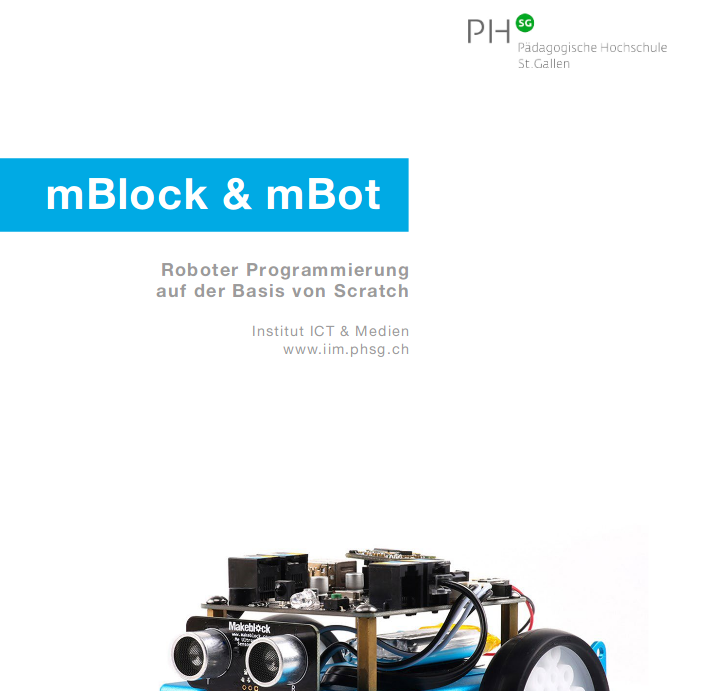 PH SG
Pädagogische Hochschule
St.Gallen
mBlock & mBot
Roboter Programmierung
auf der Basis von Scratch
Institut ICT & Medien
www.iim.phsg.ch
Makeblock